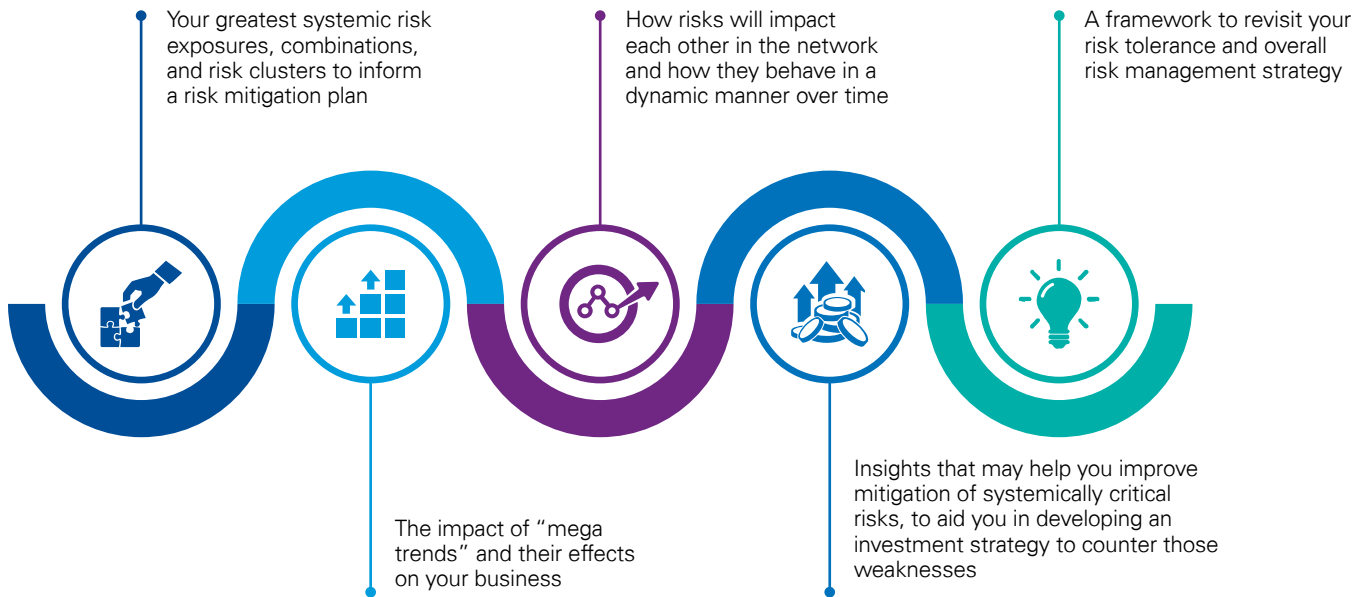 Your greatest systemic risk
exposures, combinations,
and risk clusters to inform
a risk mitigation plan
The impact of “mega
trends” and their effects
on your business
How risks will impact
each other in the network
and how they behave in a
dynamic manner over time
Insights that may help you improve
mitigation of systemically critical
risks, to aid you in developing an
investment strategy to counter those
weaknesses
A framework to revisit your
risk tolerance and overall
risk management strategy